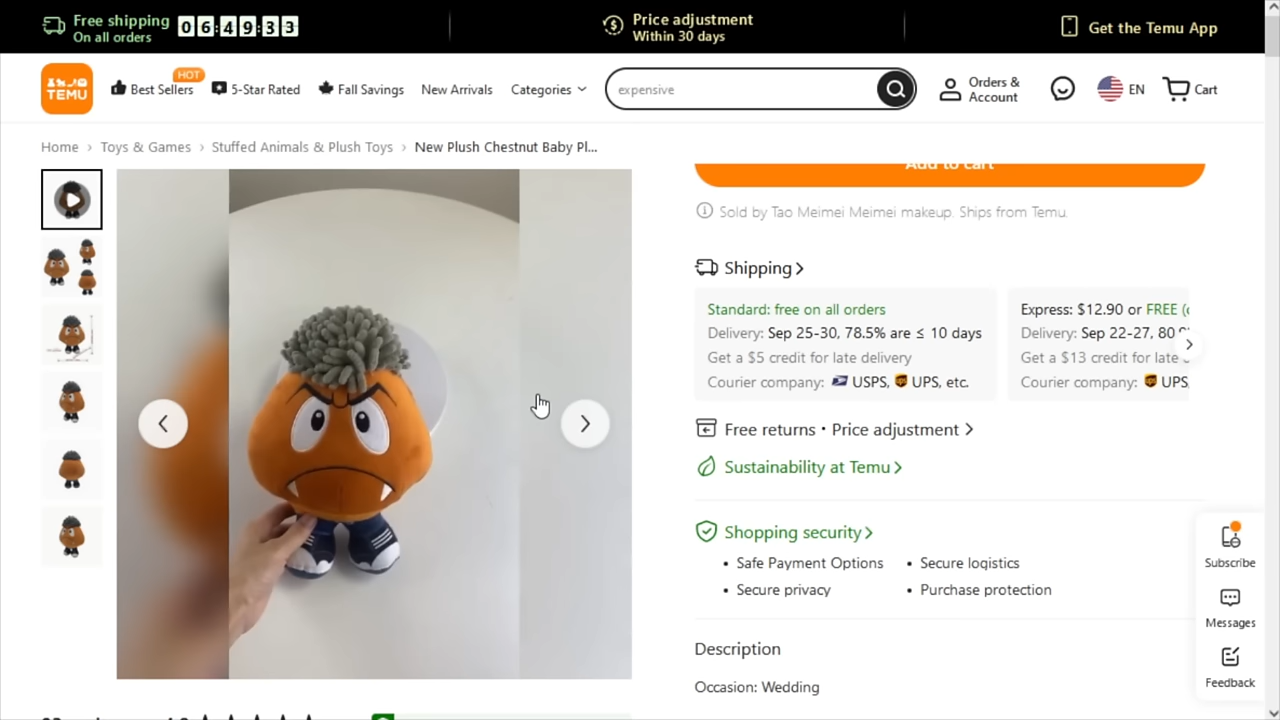 Free shipping
On all orders
06:49:33
Price adjustment
Within 30 days
Get the Temu App
TEMU
Best Sellers
HOT
5-Star Rated
Fall Savings
New Arrivals
Categories
expensive
Orders & Account
EN
Cart
Home › Toys & Games › Stuffed Animals & Plush Toys › New Plush Chestnut Baby Pl...
Add to cart
Sold by Tao Meimei Meimei makeup. Ships from Temu.
Shipping
Standard: free on all orders
Delivery: Sep 25-30, 78.5% are ≤ 10 days
Get a $5 credit for late delivery
Courier company: USPS, UPS, etc.
Express: $12.90 or FREE
Delivery: Sep 22-27, 80
Get a $13 credit for late
Courier company: UPS
Free returns · Price adjustment
Sustainability at Temu
Shopping security
• Safe Payment Options • Secure logistics
• Secure privacy • Purchase protection
Subscribe
Messages
Feedback
Description
Occasion: Wedding